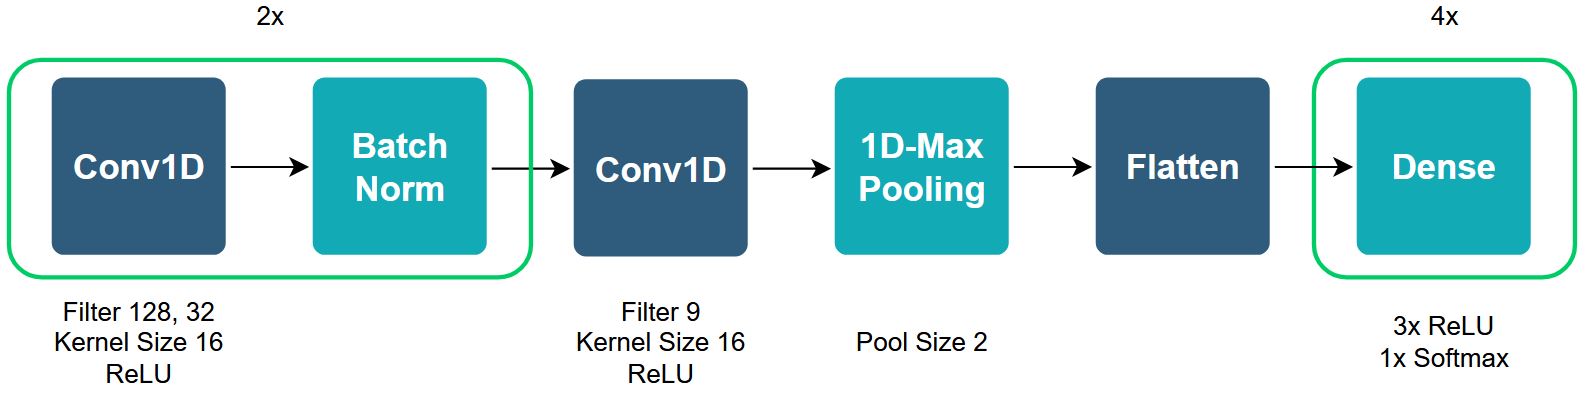 2x
4x
Conv1D
Batch
Norm
Conv1D
1D-Max
Pooling
Flatten
Dense
Filter 128, 32
Kernel Size 16
ReLU
Filter 9
Kernel Size 16
ReLU
Pool Size 2
3x ReLU
1x Softmax